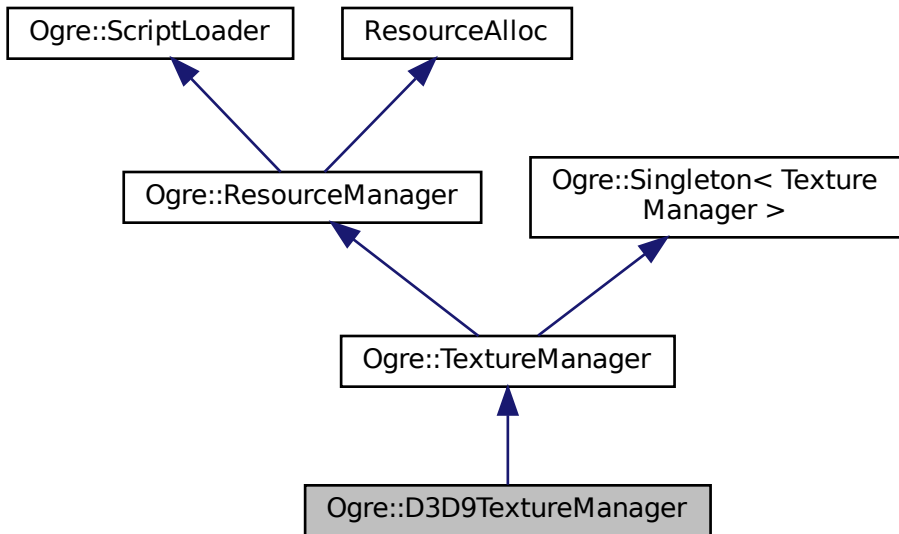 Ogre::ScriptLoader
ResourceAlloc
Ogre::ResourceManager
Ogre::Singleton< Texture
Manager >
Ogre::TextureManager
Ogre::D3D9TextureManager